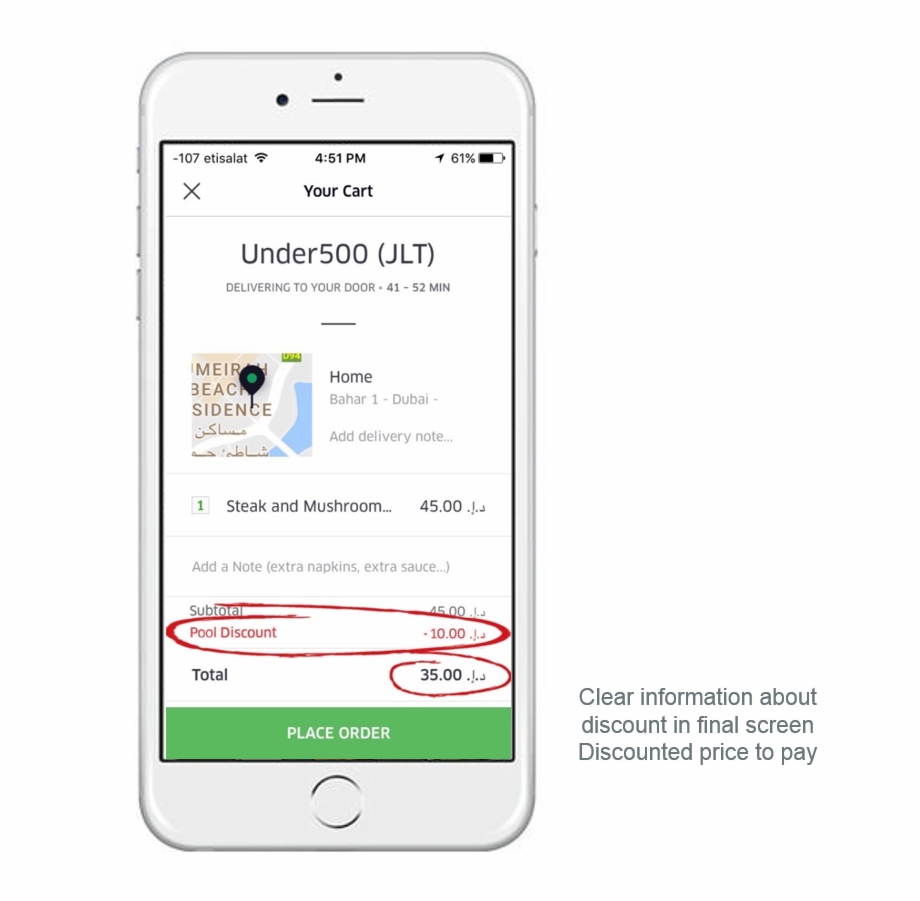 -107 etisalat 4:51 PM 61%
Your Cart
Under500 (JLT)
DELIVERING TO YOUR DOOR • 41 – 52 MIN
D94
MEIRAH
BEACH
SIDENCE
مساكن
شاطئ جم
Home
Bahar 1 - Dubai -
Add delivery note...
1 Steak and Mushroom... 45.00 د.إ.
Add a Note (extra napkins, extra sauce...)
Subtotal 45.00 د.إ.
Pool Discount -10.00 د.إ.
Total 35.00 د.إ.
PLACE ORDER
Clear information about
discount in final screen
Discounted price to pay